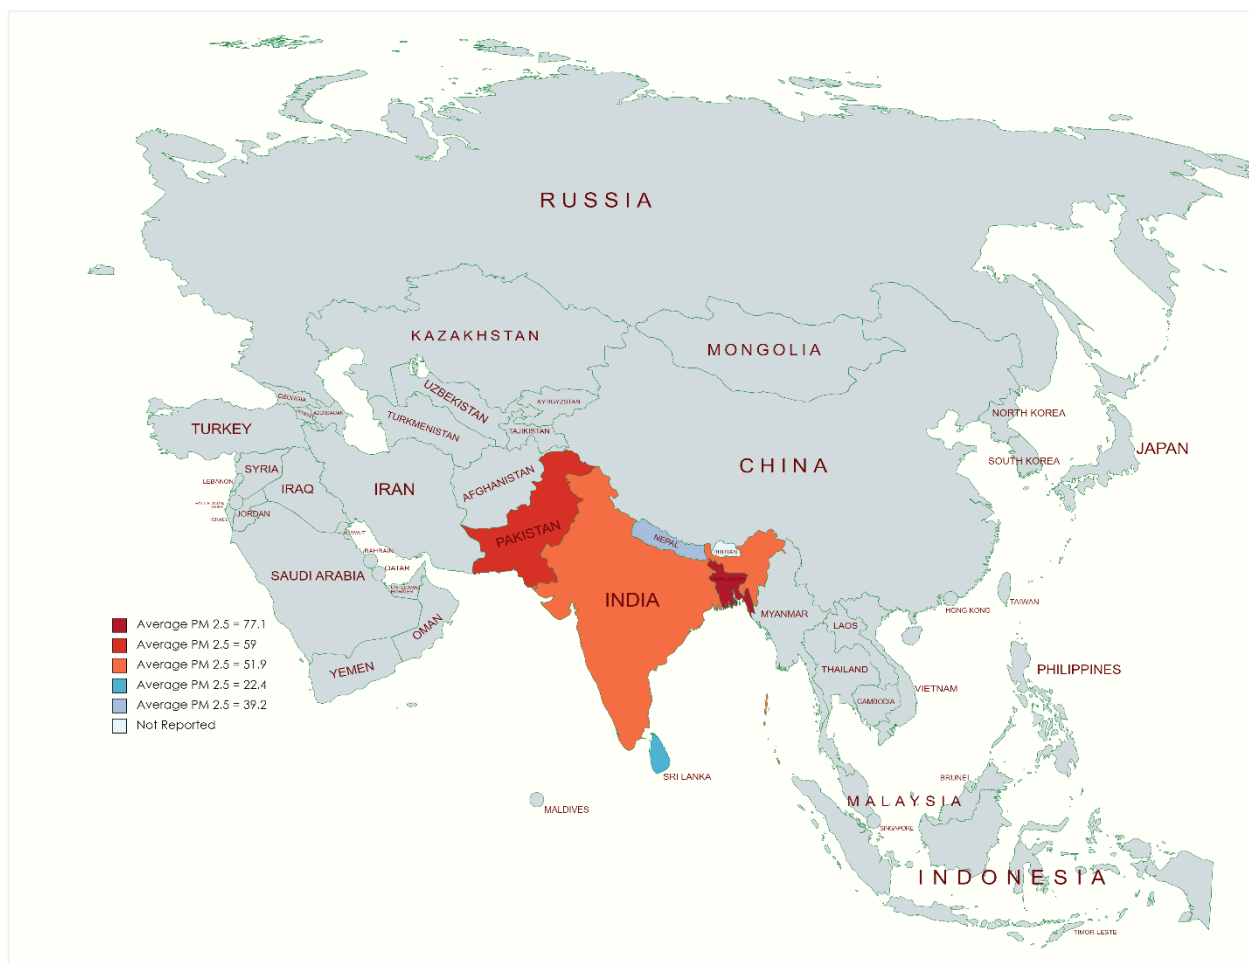 RUSSIA
KAZAKHSTAN
MONGOLIA
UZBEKISTAN
KYRGYZSTAN
GEORGIA
AZERBAIJAN
TURKMENISTAN
NORTH KOREA
TURKEY
TAJIKISTAN
JAPAN
SOUTH KOREA
CHINA
SYRIA
LEBANON
IRAQ
IRAN
AFGHANISTAN
JORDAN
ISRAEL
KUWAIT
PAKISTAN
NEPAL
BHUTAN
BAHRAIN
QATAR
SAUDI ARABIA
INDIA
HONG KONG
TAIWAN
MYANMAR
LAOS
OMAN
YEMEN
THAILAND
PHILIPPINES
VIETNAM
CAMBODIA
Average PM 2.5 = 77.1
Average PM 2.5 = 59
Average PM 2.5 = 51.9
Average PM 2.5 = 22.4
Average PM 2.5 = 39.2
Not Reported
SRI LANKA
BRUNEI
MALDIVES
MALAYSIA
SINGAPORE
INDONESIA
TIMOR LESTE